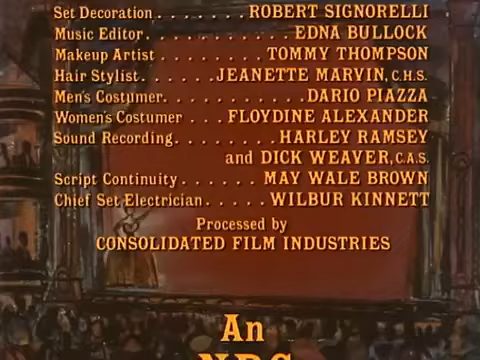 Set Decoration . . . . . . . ROBERT SIGNORELLI
Music Editor. . . . . . . . . . . EDNA BULLOCK
Makeup Artist . . . . . . . TOMMY THOMPSON
Hair Stylist. . . . . JEANETTE MARVIN, C.H.S.
Men's Costumer. . . . . . . . . . DARIO PIAZZA
Women's Costumer . . . FLOYDINE ALEXANDER
Sound Recording. . . . . . . HARLEY RAMSEY
and DICK WEAVER, C.A.S.
Script Continuity . . . . . . MAY WALE BROWN
Chief Set Electrician . . . . . WILBUR KINNETT
Processed by
CONSOLIDATED FILM INDUSTRIES
An